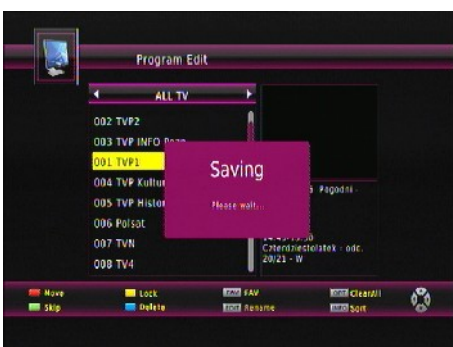 Program Edit
ALL TV
002 TVP2
003 TVP INFO
001 TVP1
004 TVP Kultu
005 TVP Histor
006 Polsat
007 TVN
008 TV4
Saving
Please wait...
Pogodni -
Czterdziestolatek - odc.
20/21 - W
Move
Lock
FAV
ClearAll
Skip
Delete
Rename
Sort